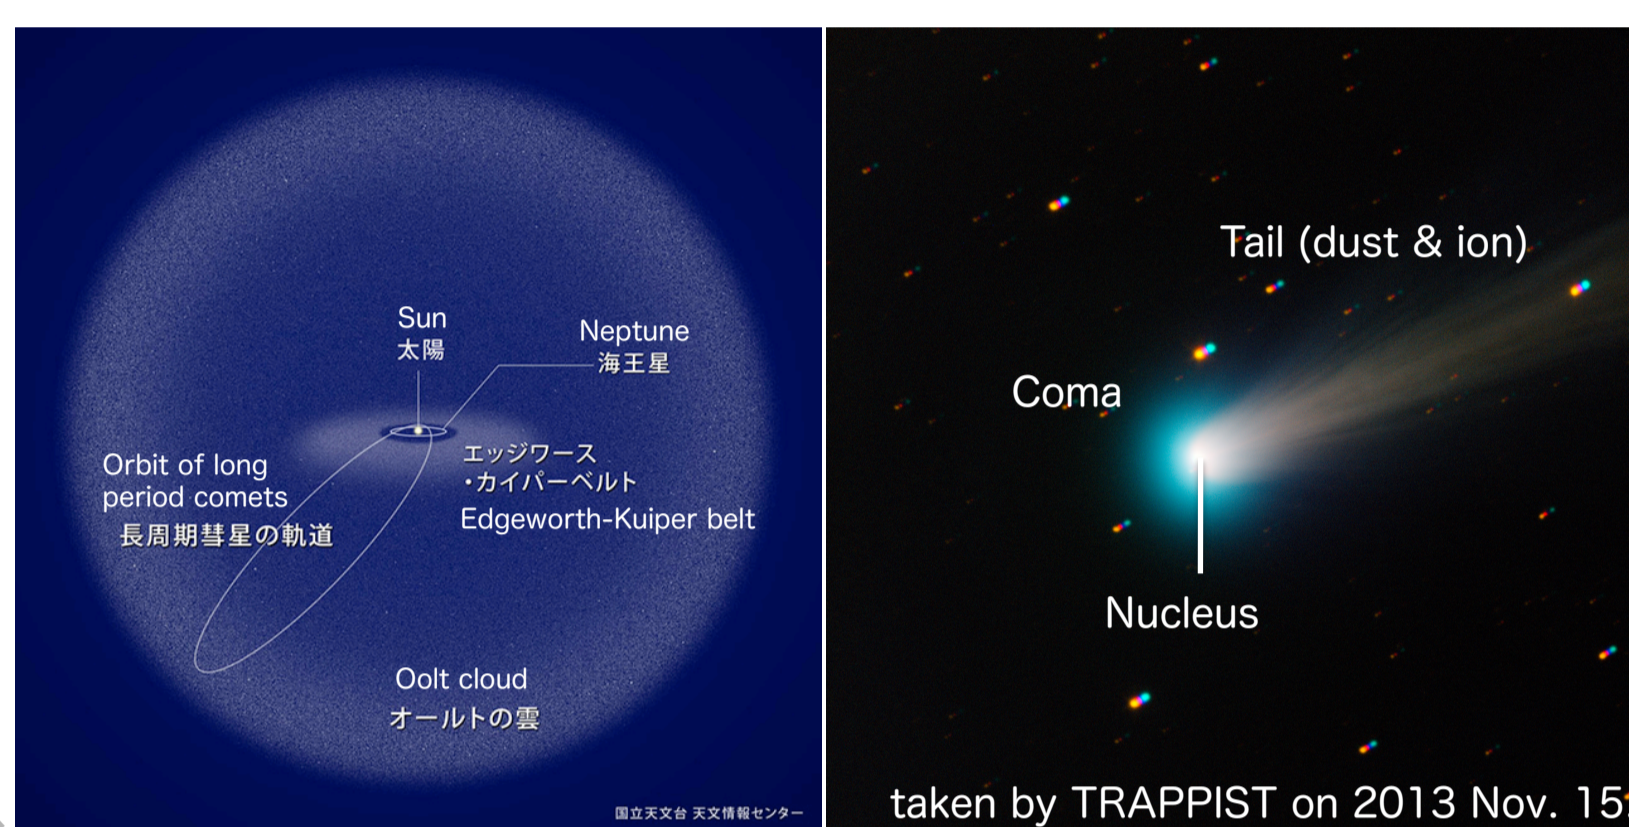 Sun
太陽
Neptune
海王星
Orbit of long
period comets
長周期彗星の軌道
エッジワース
・カイパーベルト
Edgeworth-Kuiper belt
Oolt cloud
オールトの雲
国立天文台 天文情報センター
Tail (dust & ion)
Coma
Nucleus
taken by TRAPPIST on 2013 Nov. 15